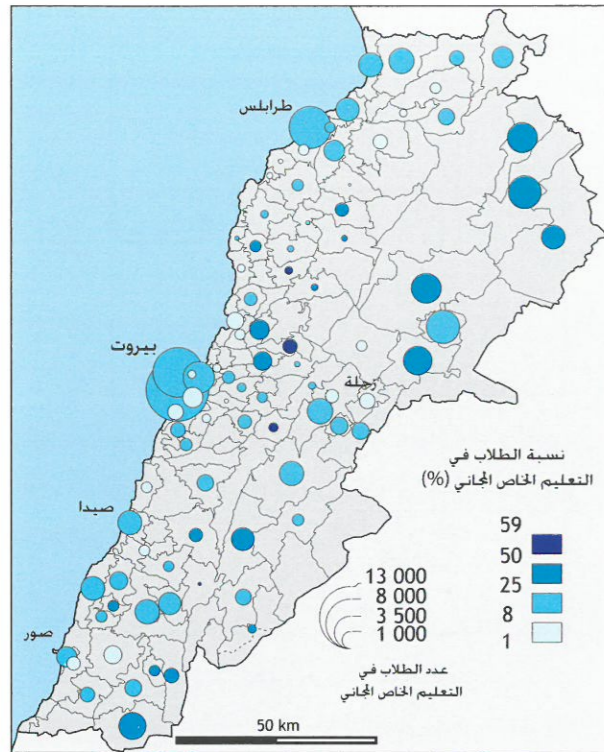 طرابلس
بيروت
زحلة
صيدا
صور
نسبة الطلاب في
التعليم الخاص المجاني (%)
59
50
25
8
1
13 000
8 000
3 500
1 000
عدد الطلاب في
التعليم الخاص المجاني
50 km